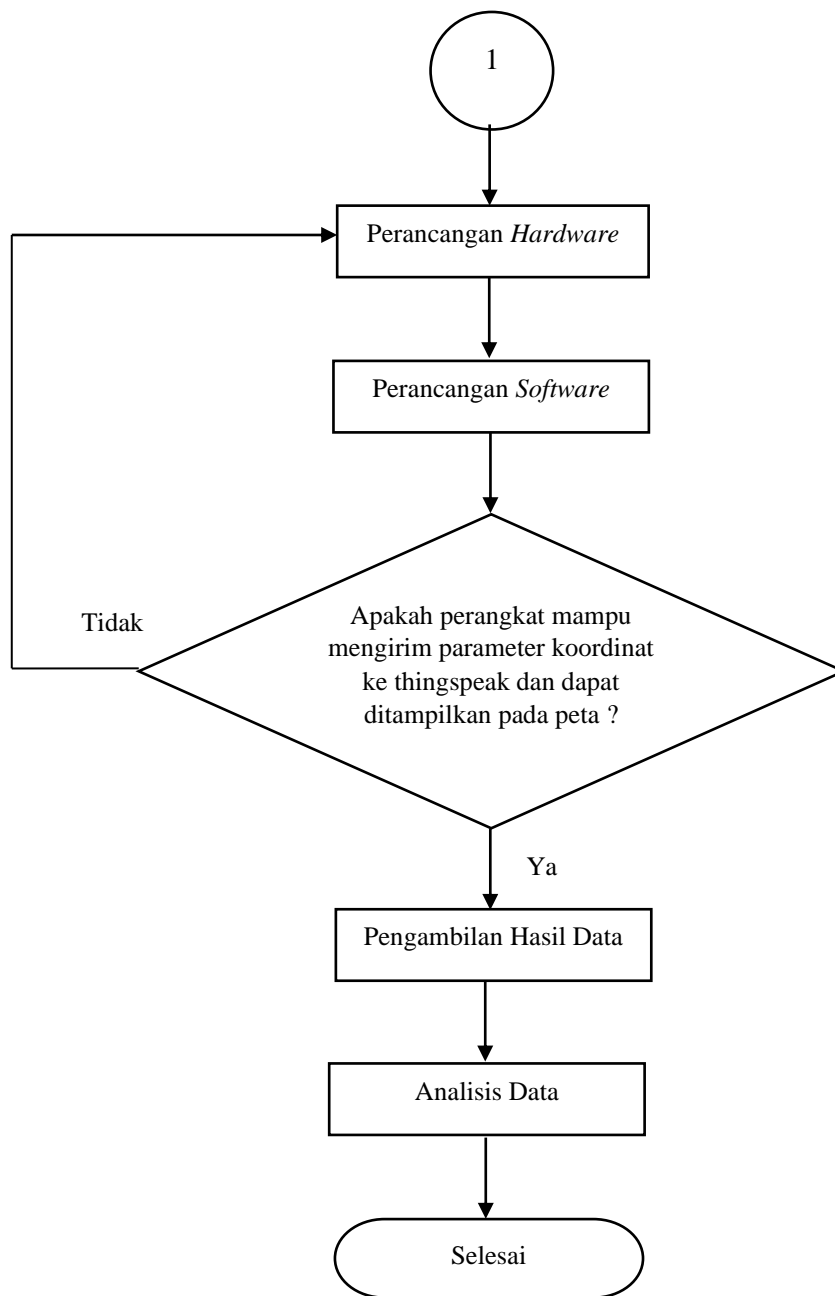 1
Perancangan Hardware
Perancangan Software
Tidak
Apakah perangkat mampu
mengirim parameter koordinat
ke thingspeak dan dapat
ditampilkan pada peta ?
Ya
Pengambilan Hasil Data
Analisis Data
Selesai